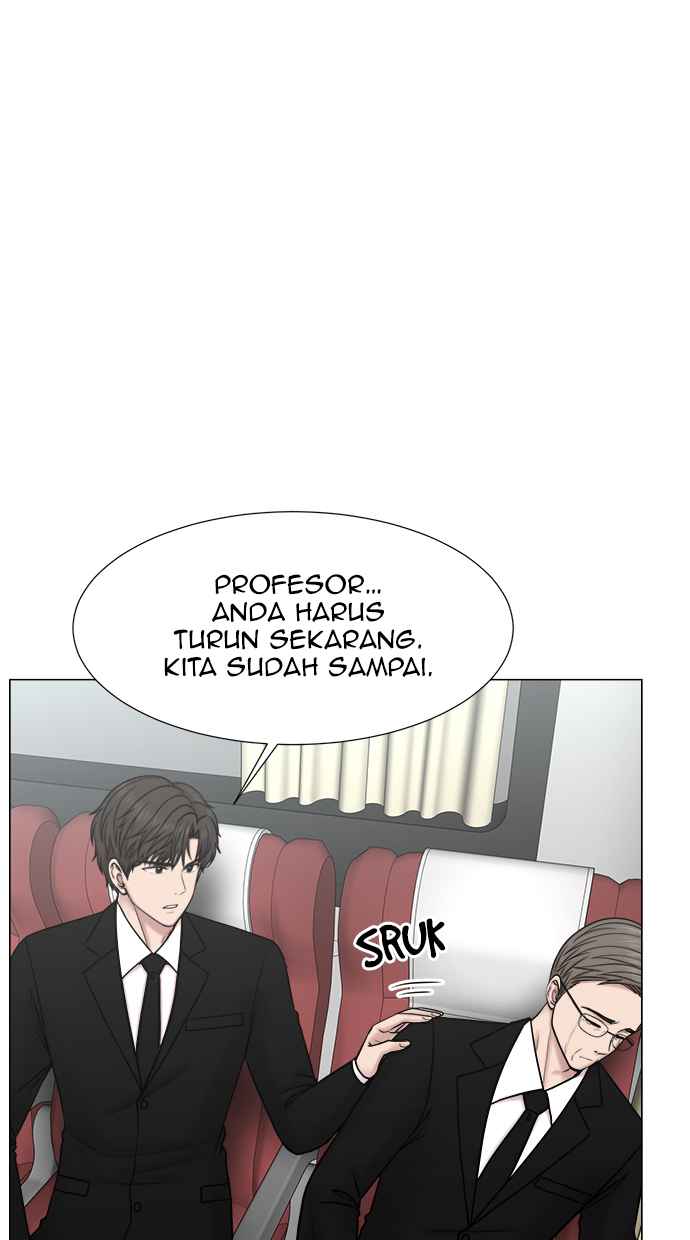 PROFESOR...
ANDA HARUS
TURUN SEKARANG.
KITA SUDAH SAMPAI.
SRUK